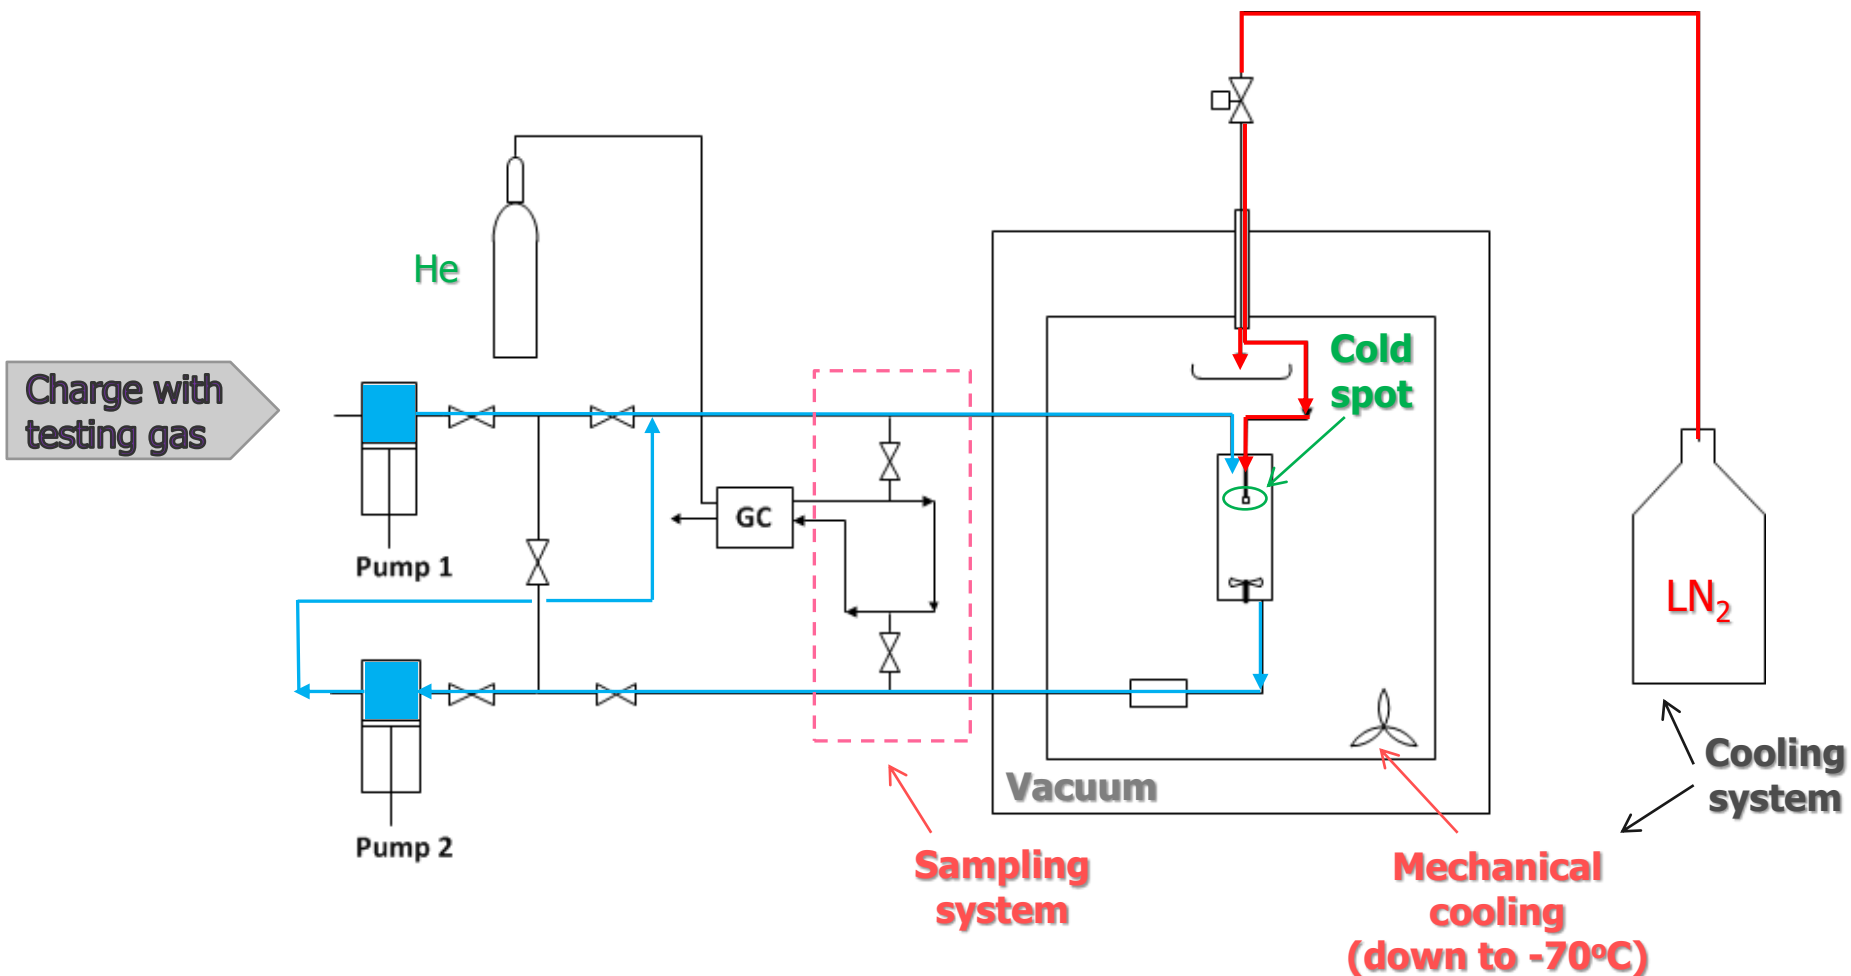 He
Charge with
testing gas
Pump 1
GC
Pump 2
Sampling
system
Vacuum
Cold
spot
LN₂
Cooling
system
Mechanical
cooling
(down to -70ºC)